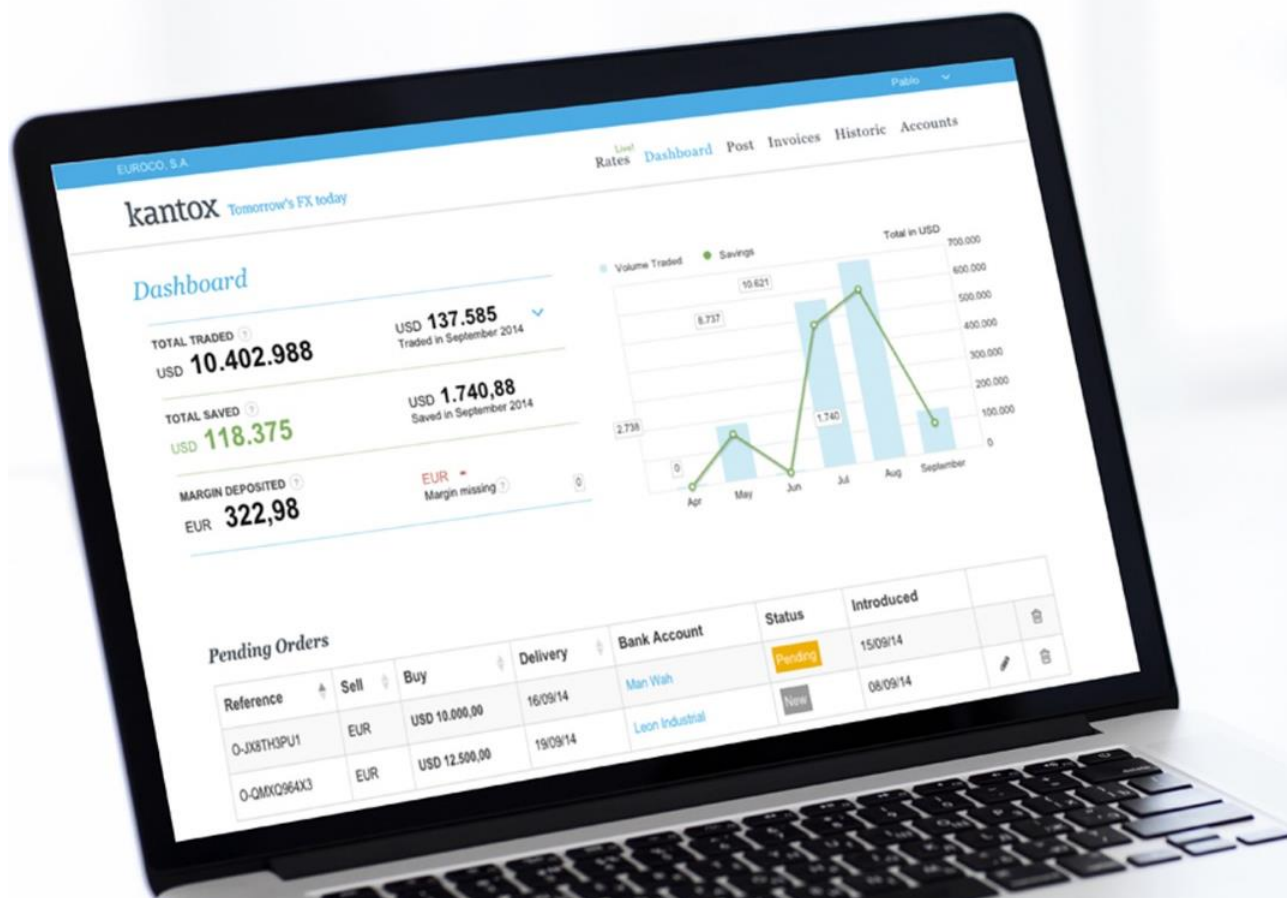 EUROCO, S.A.
Pablo
kantox Tomorrow's FX today
Live!
Rates Dashboard Post Invoices Historic Accounts
Dashboard
TOTAL TRADED ?
USD 10.402.988
USD 137.585
Traded in September 2014
TOTAL SAVED ?
USD 118.375
USD 1.740,88
Saved in September 2014
MARGIN DEPOSITED ?
EUR 322,98
EUR -
Margin missing ?
0
Volume Traded Savings
Total in USD
700.000
600.000
500.000
400.000
300.000
200.000
100.000
0
10.621
8.737
2.738
1.740
0
Apr May Jun Jul Aug September
Pending Orders
Reference Sell Buy Delivery Bank Account Status Introduced
O-JX8TH3PU1 EUR USD 10.000,00 16/09/14 Man Wah Pending 15/09/14
O-QMXQ964X3 EUR USD 12.500,00 19/09/14 Leon Industrial New 08/09/14